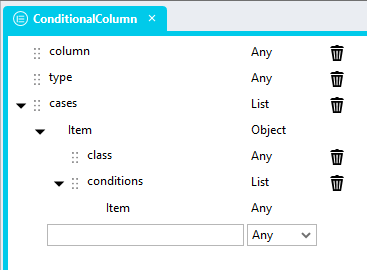 ConditionalColumn ×
column Any
type Any
cases List
Item Object
class Any
conditions List
Item Any
Any